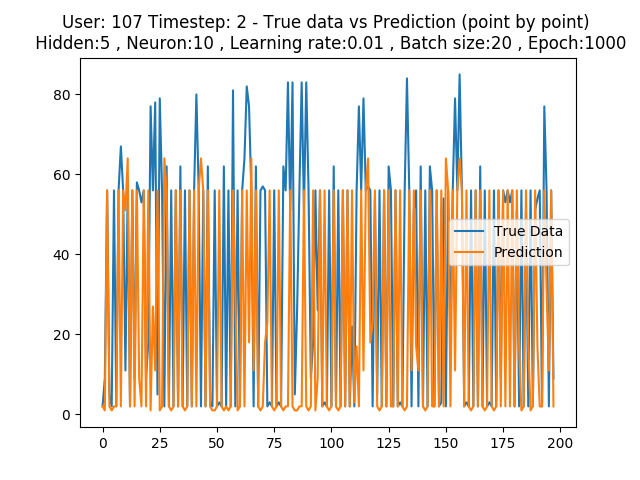 User: 107 Timestep: 2 - True data vs Prediction (point by point)
Hidden:5 , Neuron:10 , Learning rate:0.01 , Batch size:20 , Epoch:1000
80
60
40
20
0
True Data
Prediction
0 25 50 75 100 125 150 175 200